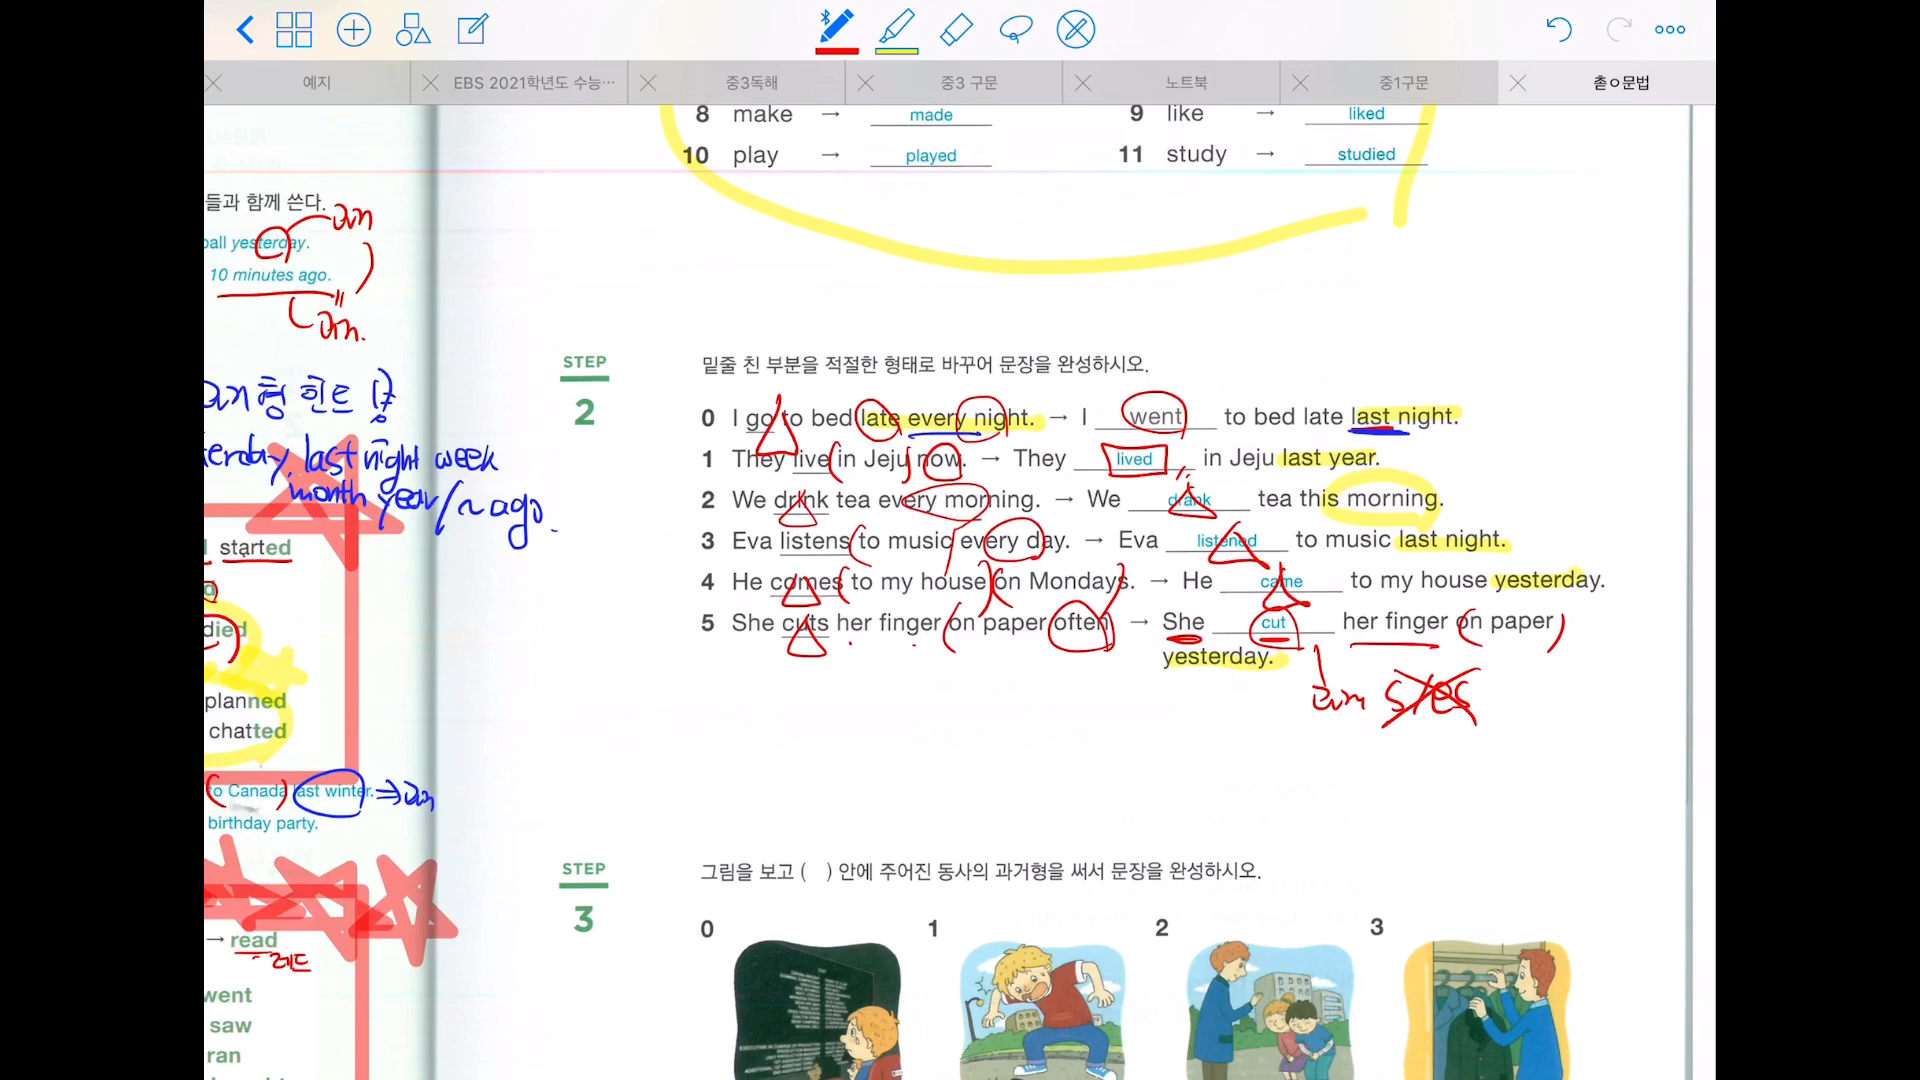 예지
EBS 2021학년도 수능…
중3독해
중3 구문
노트북
중1구문
촏ㅇ문법
8 make → made
9 like → liked
10 play → played
11 study → studied
들과 함께 쓴다.
ball yesterday.
10 minutes ago.
과거형 힌트
yesterday, last night week
month year / ~ ago.
started
died
planned
chatted
to Canada last winter.
birthday party.
→ read
레드
went
saw
ran
STEP
2
밑줄 친 부분을 적절한 형태로 바꾸어 문장을 완성하시오.
0 I go to bed late every night. → I went to bed late last night.
1 They live in Jeju now. → They lived in Jeju last year.
2 We drink tea every morning. → We drank tea this morning.
3 Eva listens to music every day. → Eva listened to music last night.
4 He comes to my house on Mondays. → He came to my house yesterday.
5 She cuts her finger on paper often. → She cut her finger on paper
yesterday.
s/es
STEP
3
그림을 보고 ( ) 안에 주어진 동사의 과거형을 써서 문장을 완성하시오.
0 1 2 3